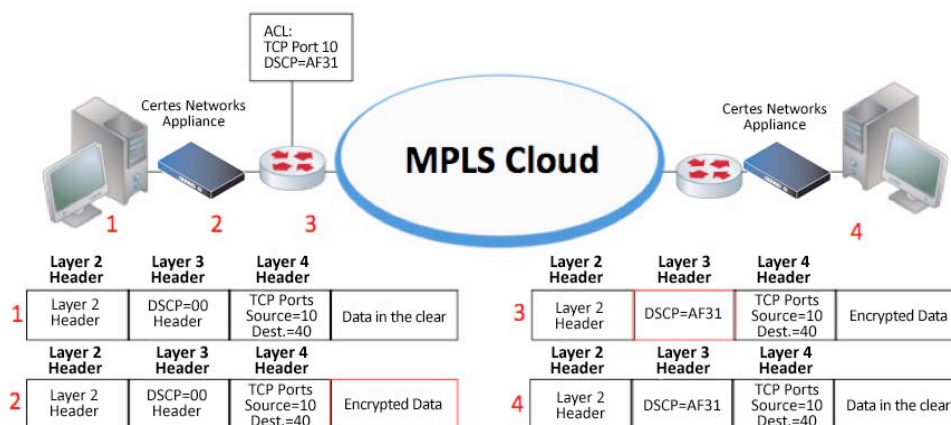 ACL:
TCP Port 10
DSCP=AF31
Certes Networks
Appliance
MPLS Cloud
Certes Networks
Appliance
1
2
3
4
Layer 2
Header
Layer 3
Header
Layer 4
Header
1
Layer 2
Header
DSCP=00
Header
TCP Ports
Source=10
Dest.=40
Data in the clear
Layer 2
Header
Layer 3
Header
Layer 4
Header
2
Layer 2
Header
DSCP=00
Header
TCP Ports
Source=10
Dest.=40
Encrypted Data
Layer 2
Header
Layer 3
Header
Layer 4
Header
3
Layer 2
Header
DSCP=AF31
TCP Ports
Source=10
Dest.=40
Encrypted Data
Layer 2
Header
Layer 3
Header
Layer 4
Header
4
Layer 2
Header
DSCP=AF31
TCP Ports
Source=10
Dest.=40
Data in the clear